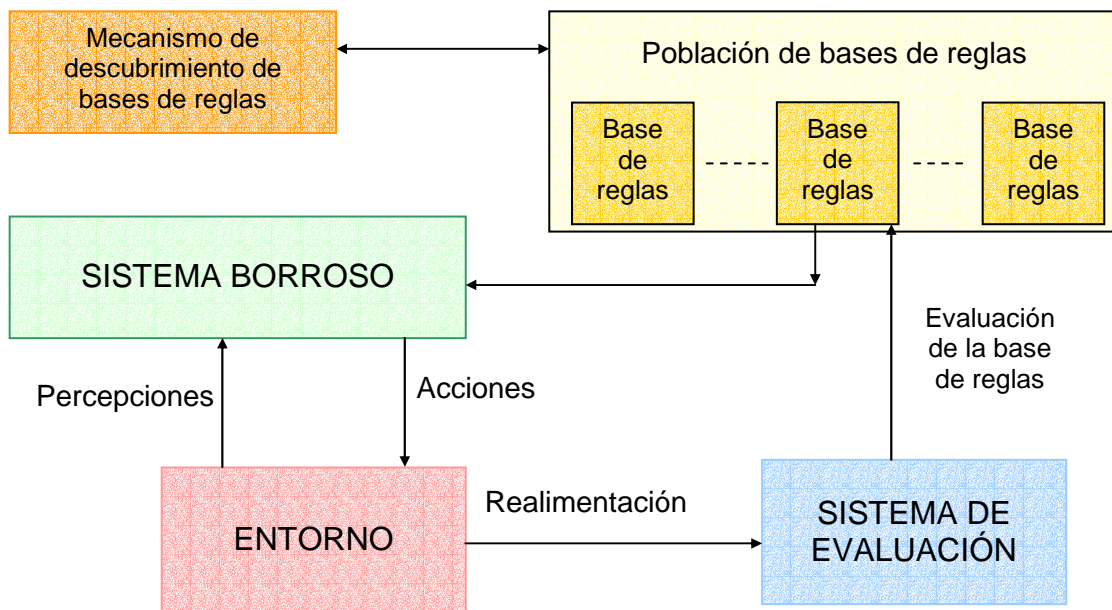 Mecanismo de
descubrimiento de
bases de reglas
Población de bases de reglas
Base
de
reglas
Base
de
reglas
Base
de
reglas
SISTEMA BORROSO
Evaluación
de la base
de reglas
Percepciones
Acciones
ENTORNO
Realimentación
SISTEMA DE
EVALUACIÓN